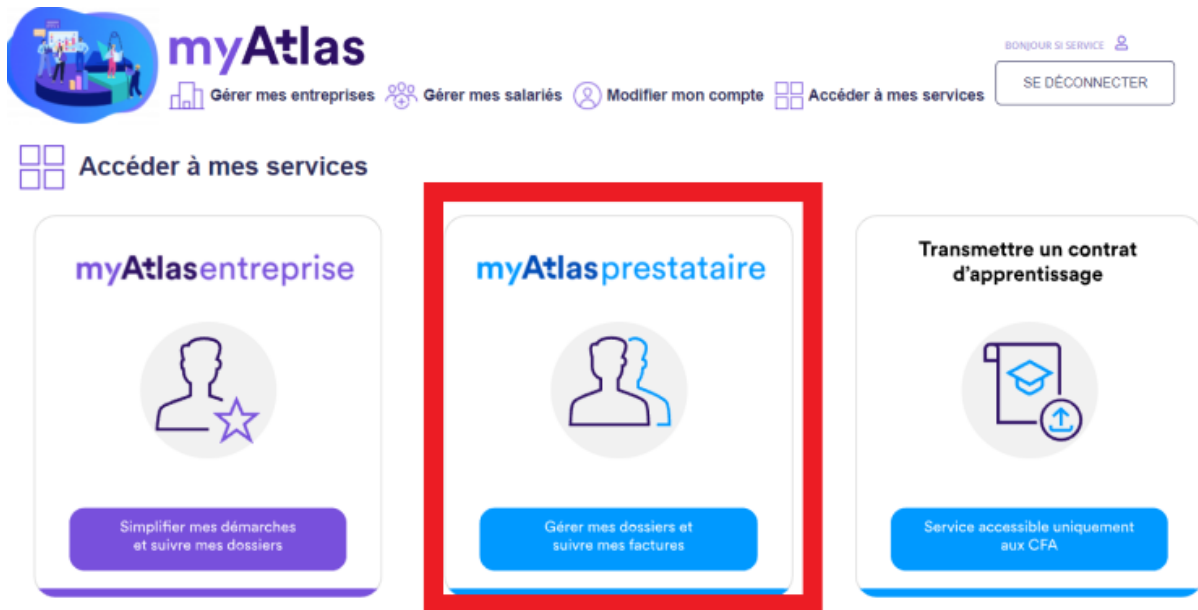 myAtlas
BONJOUR SI SERVICE
SE DÉCONNECTER
Gérer mes entreprises
Gérer mes salariés
Modifier mon compte
Accéder à mes services
Accéder à mes services
myAtlasentreprise
Simplifier mes démarches
et suivre mes dossiers
myAtlasprestataire
Gérer mes dossiers et
suivre mes factures
Transmettre un contrat
d'apprentissage
Service accessible uniquement
aux CFA